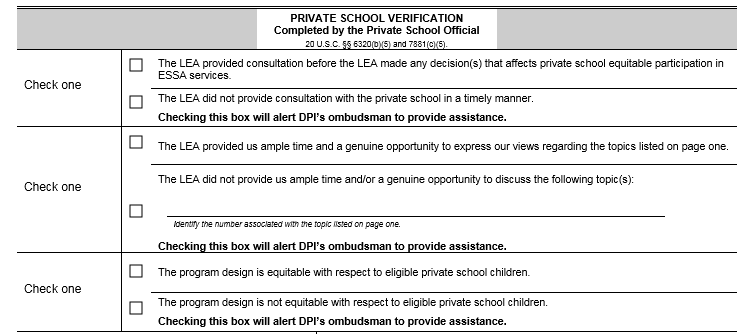 PRIVATE SCHOOL VERIFICATION
Completed by the Private School Official
20 U.S.C. §§ 6320(b)(5) and 7881(c)(5).
Check one
The LEA provided consultation before the LEA made any decision(s) that affects private school equitable participation in
ESSA services.
The LEA did not provide consultation with the private school in a timely manner.
Checking this box will alert DPI's ombudsman to provide assistance.
Check one
The LEA provided us ample time and a genuine opportunity to express our views regarding the topics listed on page one.
The LEA did not provide us ample time and/or a genuine opportunity to discuss the following topic(s):
Identify the number associated with the topic listed on page one.
Checking this box will alert DPI's ombudsman to provide assistance.
Check one
The program design is equitable with respect to eligible private school children.
The program design is not equitable with respect to eligible private school children.
Checking this box will alert DPI's ombudsman to provide assistance.